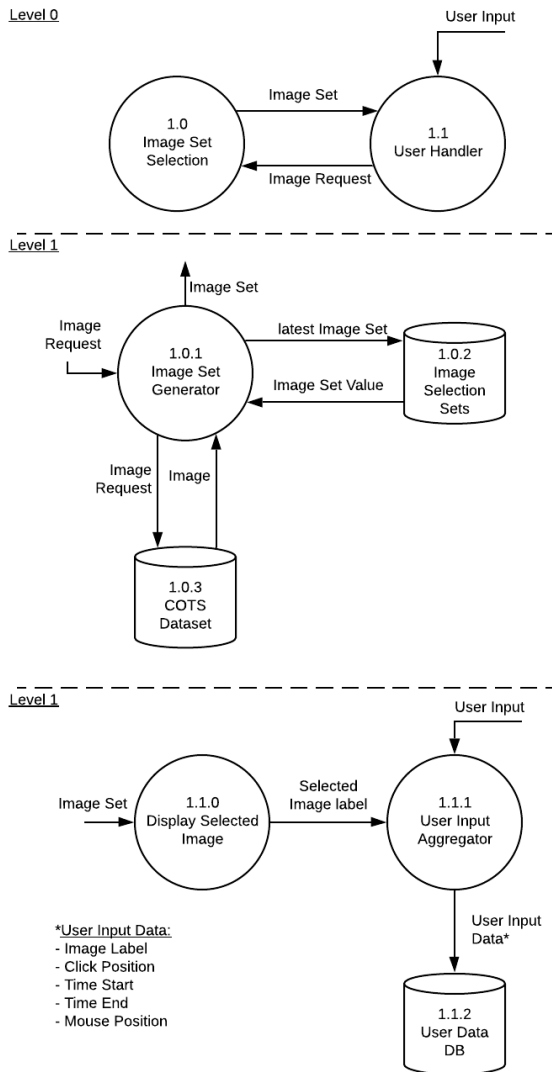 Level 0
User Input
Image Set
1.0
Image Set
Selection
1.1
User Handler
Image Request
Level 1
Image Set
Image
Request
1.0.1
Image Set
Generator
latest Image Set
Image Set Value
1.0.2
Image
Selection
Sets
Image
Request
Image
1.0.3
COTS
Dataset
Level 1
User Input
Image Set
1.1.0
Display Selected
Image
Selected
Image label
1.1.1
User Input
Aggregator
User Input
Data*
*User Input Data:
- Image Label
- Click Position
- Time Start
- Time End
- Mouse Position
1.1.2
User Data
DB